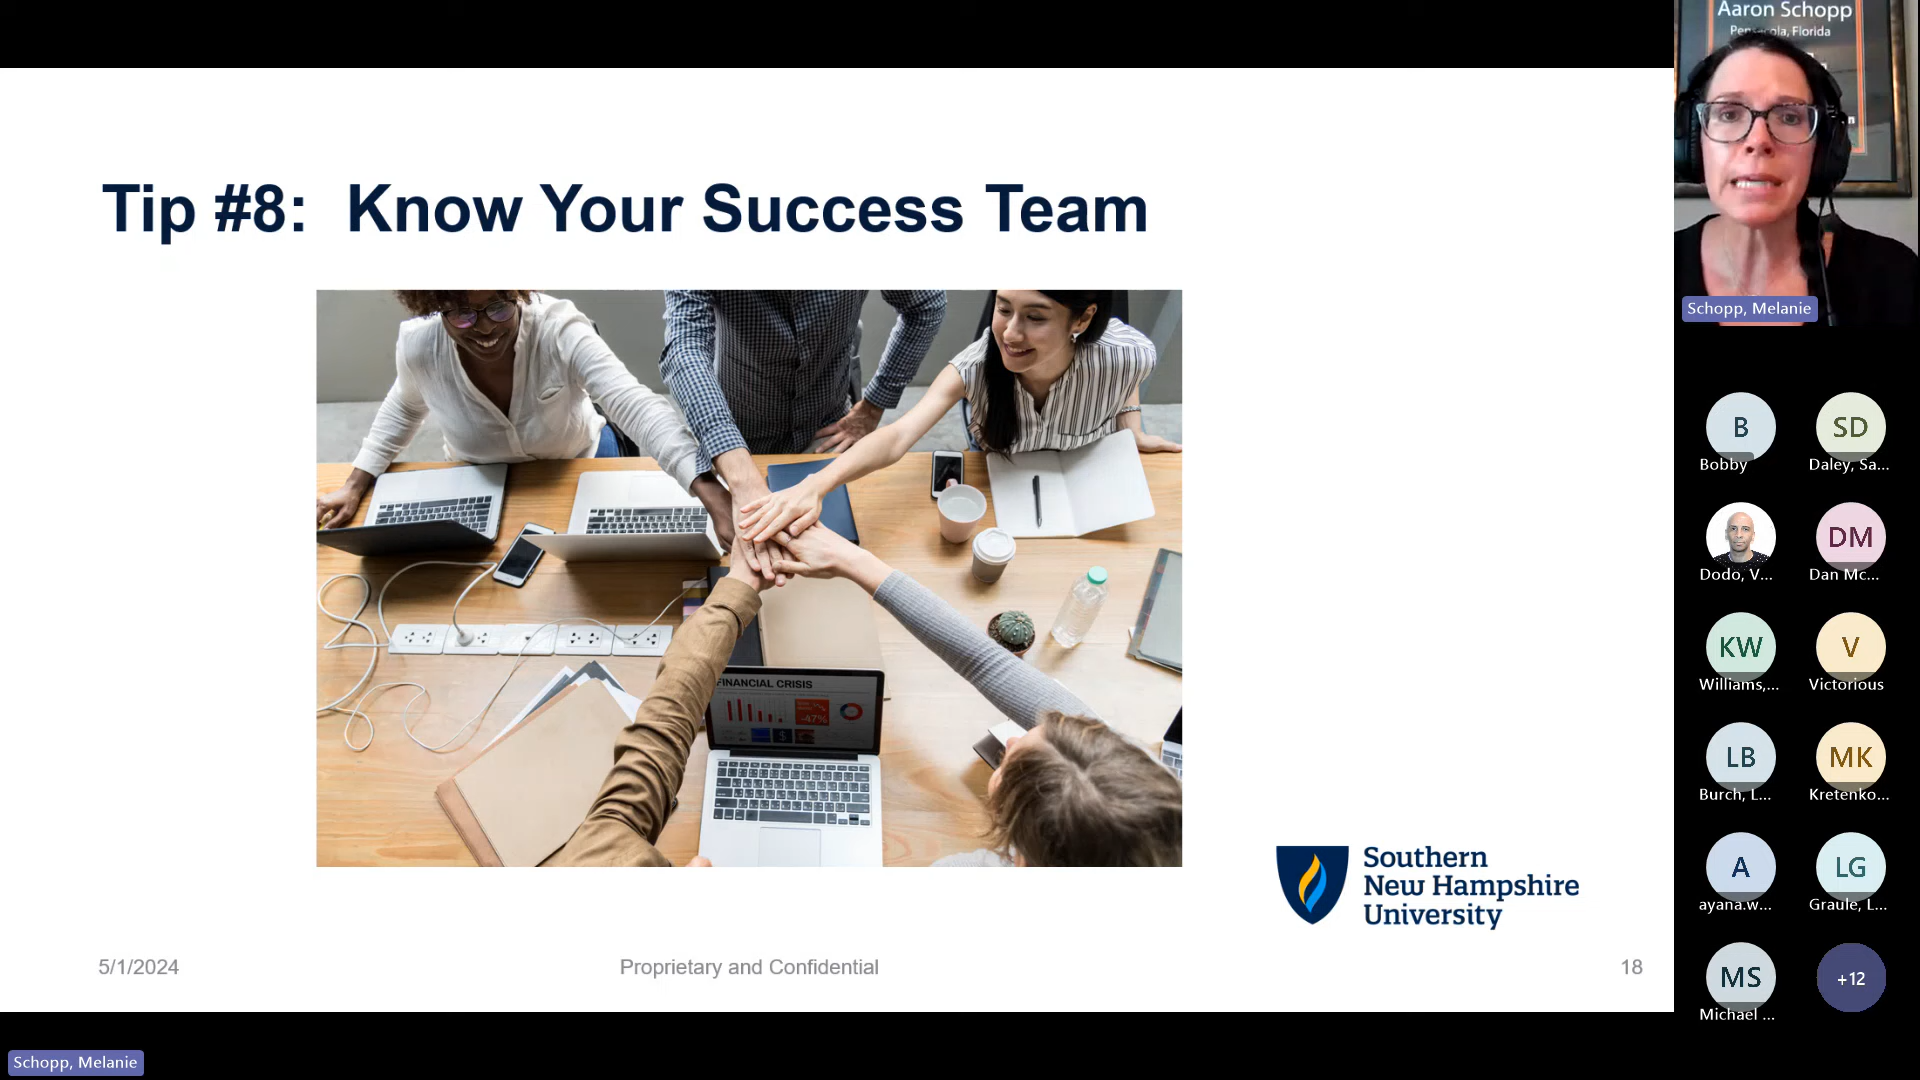 Aaron Schopp
Pensacola, Florida
Schopp, Melanie
Tip #8: Know Your Success Team
FINANCIAL CRISIS
-47%
$
Southern
New Hampshire
University
5/1/2024
Proprietary and Confidential
18
B
Bobby
SD
Daley, Sa...
Dodo, V...
DM
Dan Mc...
KW
Williams,...
V
Victorious
LB
Burch, L...
MK
Kretenko...
A
ayana.w...
LG
Graule, L...
MS
Michael ...
+12
Schopp, Melanie